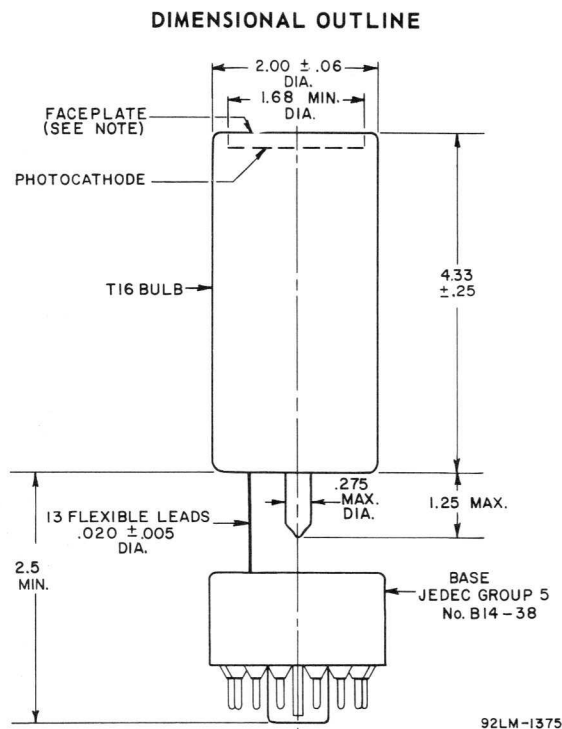 DIMENSIONAL OUTLINE
2.00 ± .06
DIA.
1.68 MIN.
DIA.
FACEPLATE
(SEE NOTE)
PHOTOCATHODE
T16 BULB
4.33
±.25
.275
MAX.
DIA.
1.25 MAX.
13 FLEXIBLE LEADS
.020 ±.005
DIA.
2.5
MIN.
BASE
JEDEC GROUP 5
No. B14-38
92LM-1375